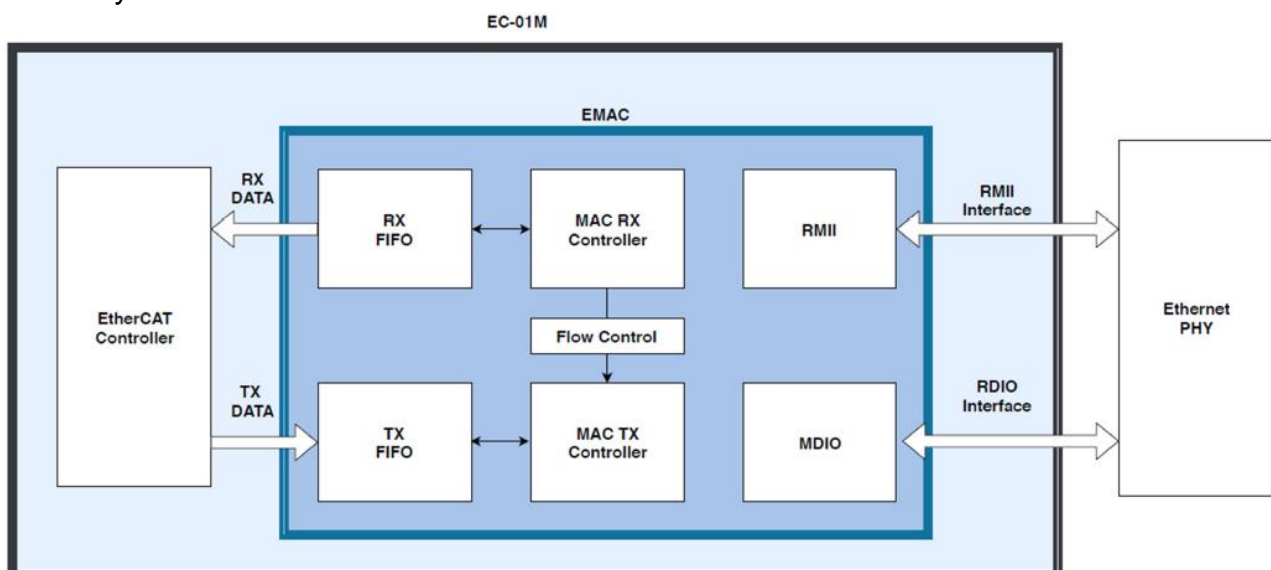 EC-01M
EMAC
RX
DATA
RX
FIFO
MAC RX
Controller
RMII
RMII
Interface
EtherCAT
Controller
Flow Control
Ethernet
PHY
TX
DATA
TX
FIFO
MAC TX
Controller
MDIO
RDIO
Interface